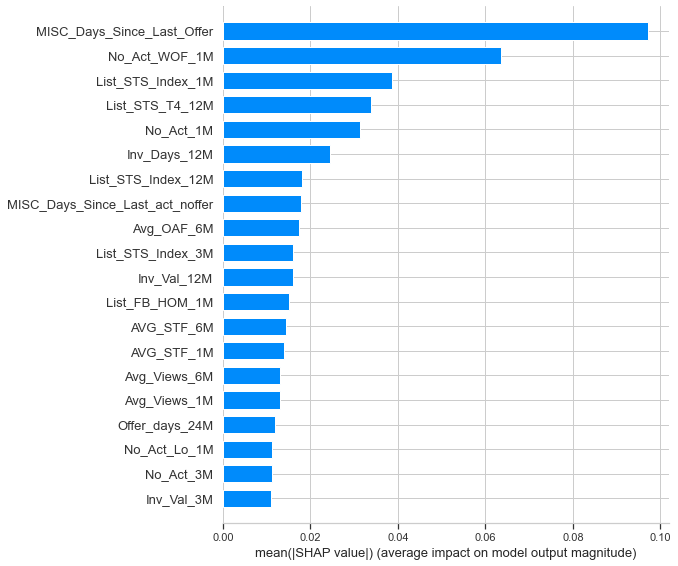 MISC_Days_Since_Last_Offer
No_Act_WOF_1M
List_STS_Index_1M
List_STS_T4_12M
No_Act_1M
Inv_Days_12M
List_STS_Index_12M
MISC_Days_Since_Last_act_noffer
Avg_OAF_6M
List_STS_Index_3M
Inv_Val_12M
List_FB_HOM_1M
AVG_STF_6M
AVG_STF_1M
Avg_Views_6M
Avg_Views_1M
Offer_days_24M
No_Act_Lo_1M
No_Act_3M
Inv_Val_3M
0.00 0.02 0.04 0.06 0.08 0.10
mean(|SHAP value|) (average impact on model output magnitude)